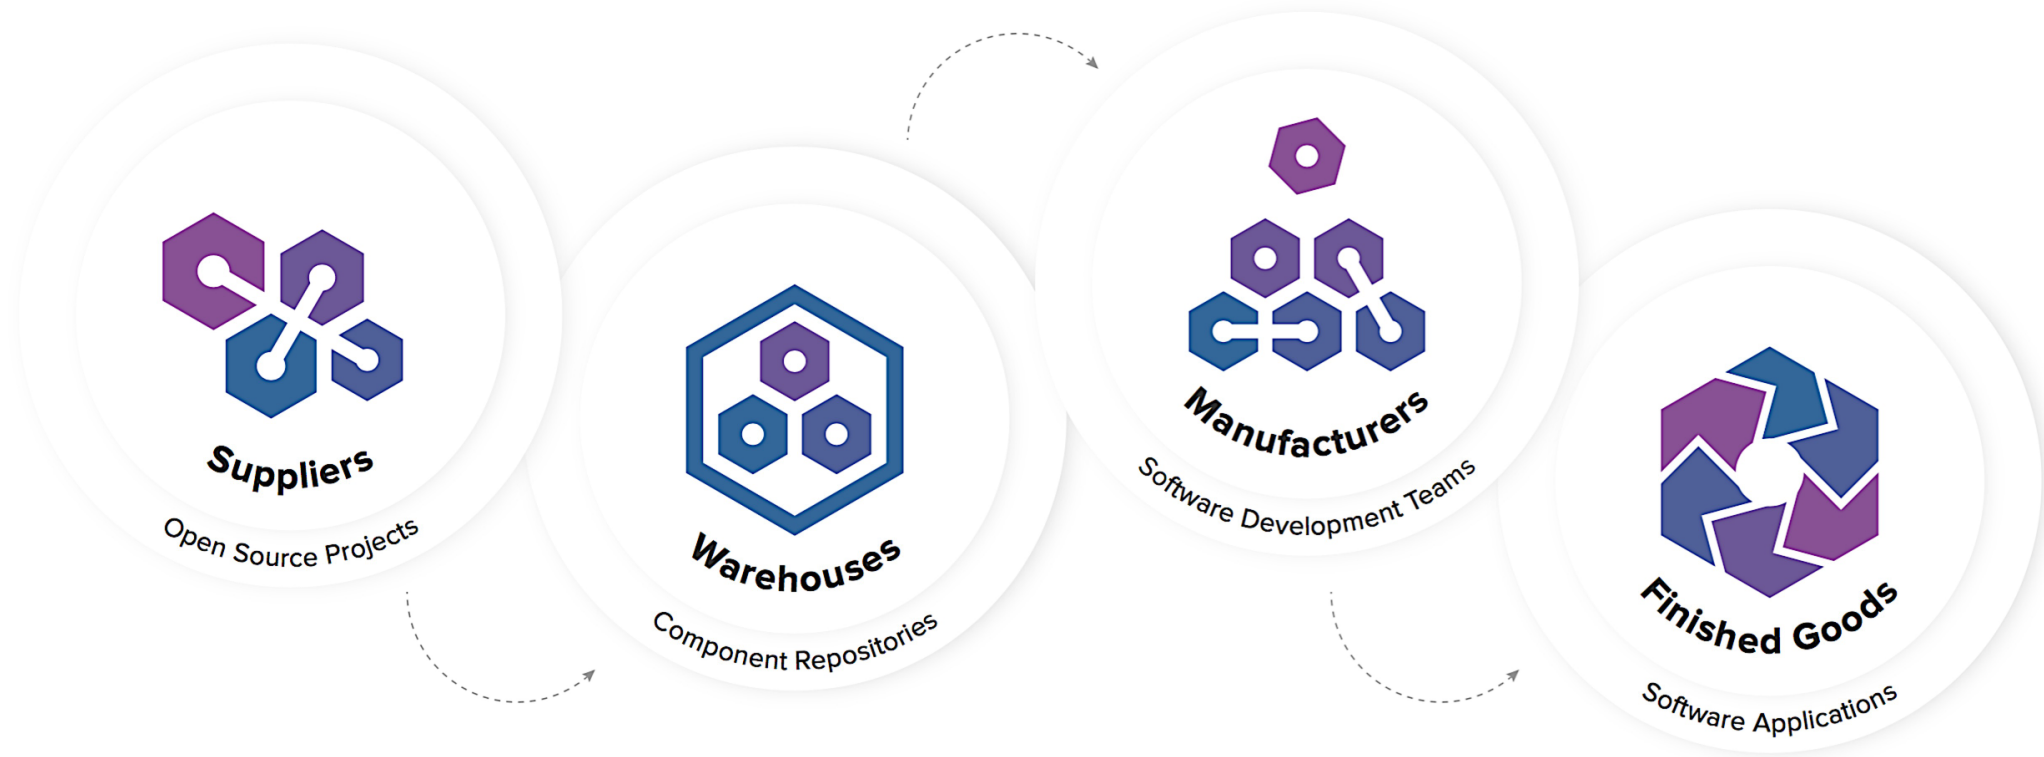 Suppliers
Open Source Projects
Warehouses
Component Repositories
Manufacturers
Software Development Teams
Finished Goods
Software Applications